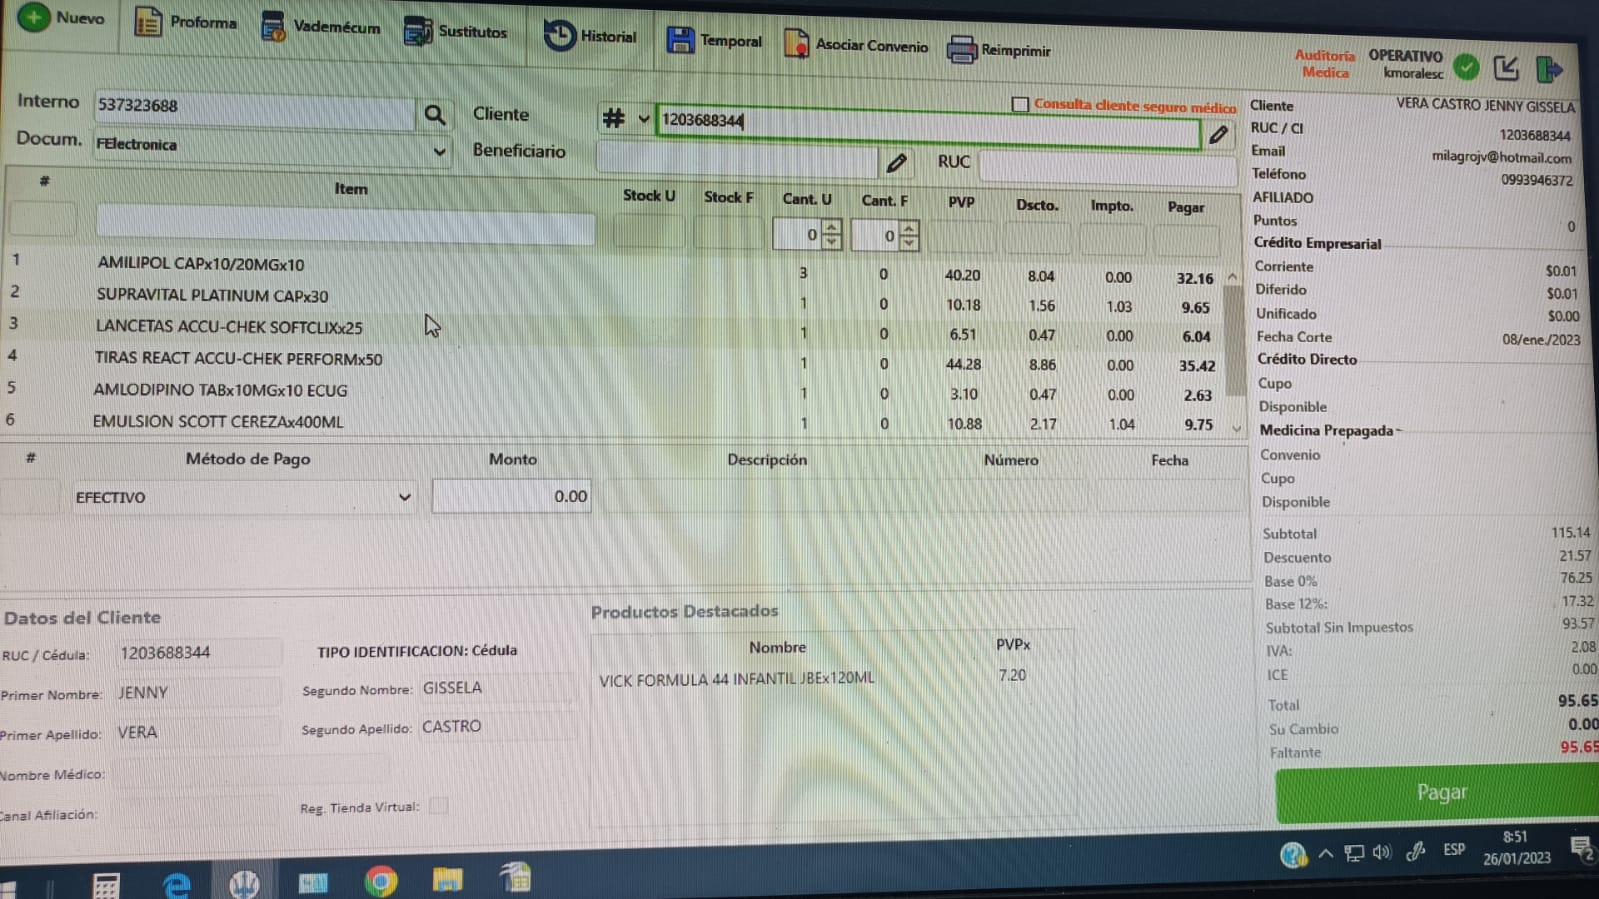 Nuevo Proforma Vademécum Sustitutos Historial Temporal Asociar Convenio Reimprimir
Auditoría Medica OPERATIVO kmoralesc
Interno 537323688 Cliente # 1203688344
Consulta cliente seguro médico
Docum. FElectronica Beneficiario RUC
# Item Stock U Stock F Cant. U Cant. F PVP Dscto. Impto. Pagar
0 0
1 AMILIPOL CAPx10/20MGx10 3 0 40.20 8.04 0.00 32.16
2 SUPRAVITAL PLATINUM CAPx30 1 0 10.18 1.56 1.03 9.65
3 LANCETAS ACCU-CHEK SOFTCLIXx25 1 0 6.51 0.47 0.00 6.04
4 TIRAS REACT ACCU-CHEK PERFORMx50 1 0 44.28 8.86 0.00 35.42
5 AMLODIPINO TABx10MGx10 ECUG 1 0 3.10 0.47 0.00 2.63
6 EMULSION SCOTT CEREZAx400ML 1 0 10.88 2.17 1.04 9.75
# Método de Pago Monto Descripción Número Fecha
EFECTIVO 0.00
Datos del Cliente
RUC / Cédula: 1203688344 TIPO IDENTIFICACION: Cédula
Primer Nombre: JENNY Segundo Nombre: GISSELA
Primer Apellido: VERA Segundo Apellido: CASTRO
Nombre Médico:
Canal Afiliación: Reg. Tienda Virtual:
Productos Destacados
Nombre PVPx
VICK FORMULA 44 INFANTIL JBEx120ML 7.20
Cliente VERA CASTRO JENNY GISSELA
RUC / CI 1203688344
Email milagrojv@hotmail.com
Teléfono 0993946372
AFILIADO
Puntos 0
Crédito Empresarial
Corriente $0.01
Diferido $0.01
Unificado $0.00
Fecha Corte 08/ene./2023
Crédito Directo
Cupo
Disponible
Medicina Prepagada
Convenio
Cupo
Disponible
Subtotal 115.14
Descuento 21.57
Base 0% 76.25
Base 12%: 17.32
Subtotal Sin Impuestos 93.57
IVA: 2.08
ICE 0.00
Total 95.65
Su Cambio 0.00
Faltante 95.65
Pagar
ESP 8:51
26/01/2023
2